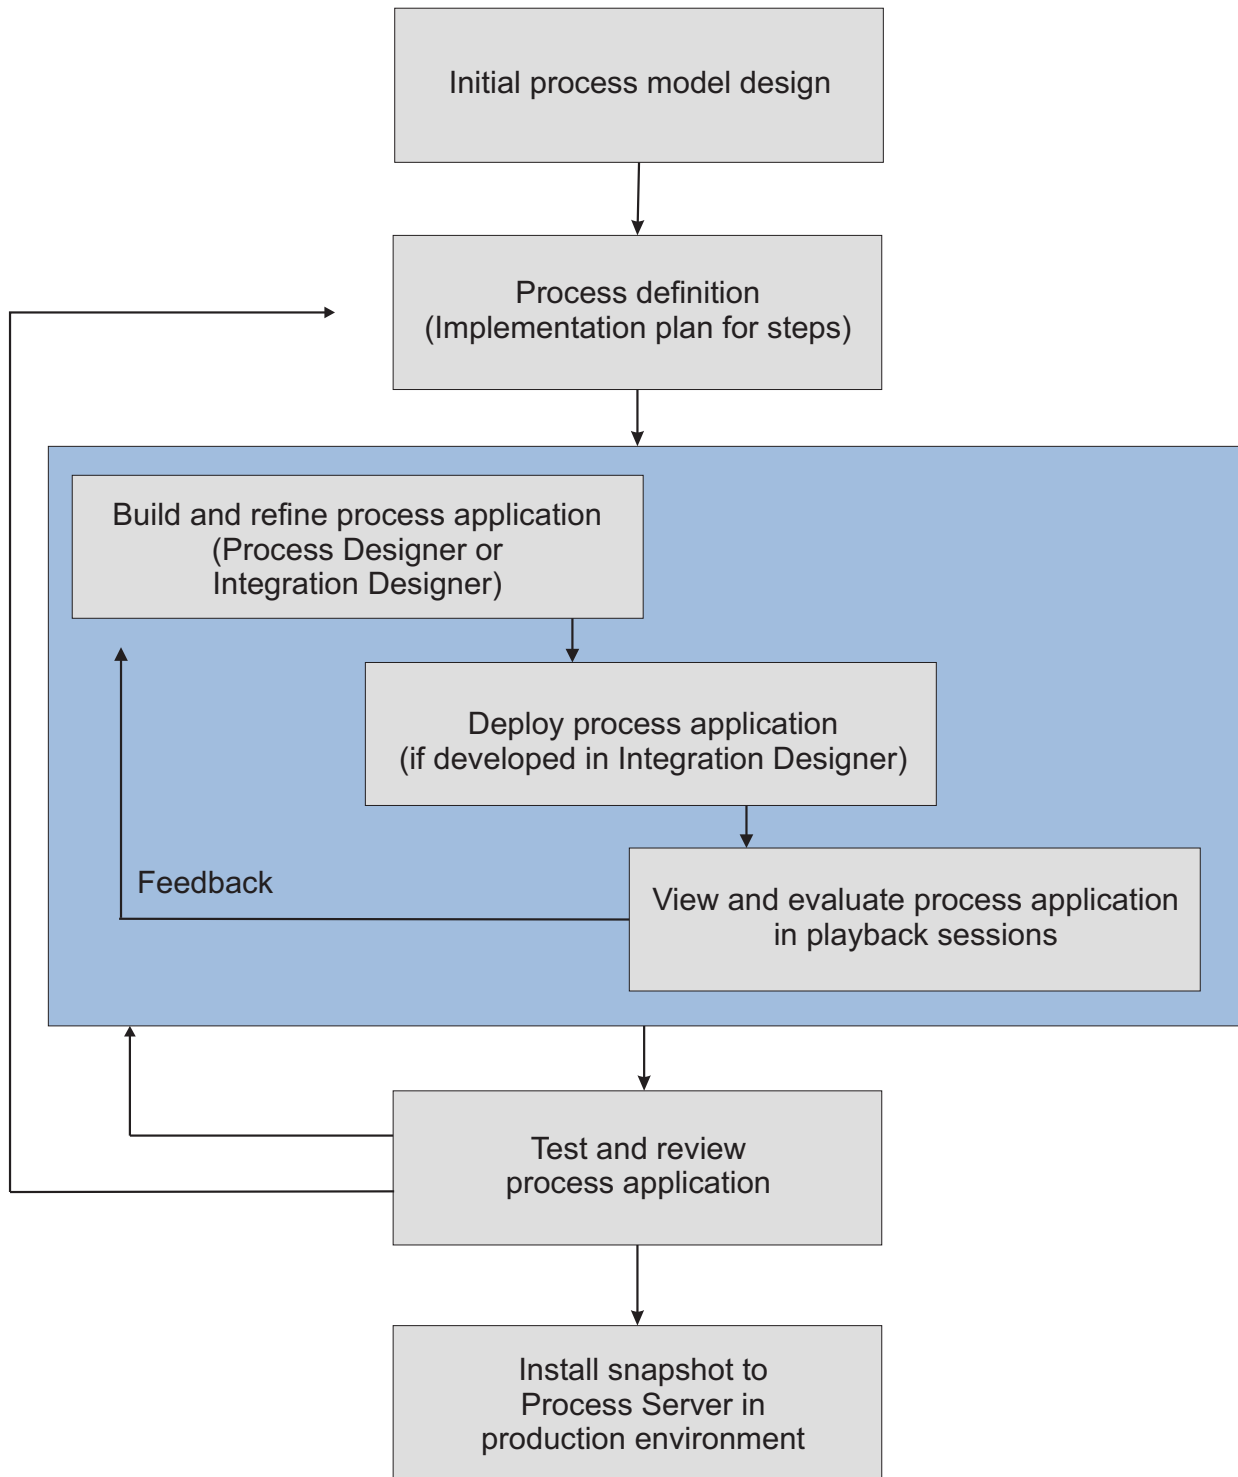 Initial process model design
Process definition
(Implementation plan for steps)
Build and refine process application
(Process Designer or
Integration Designer)
Deploy process application
(if developed in Integration Designer)
Feedback
View and evaluate process application
in playback sessions
Test and review
process application
Install snapshot to
Process Server in
production environment